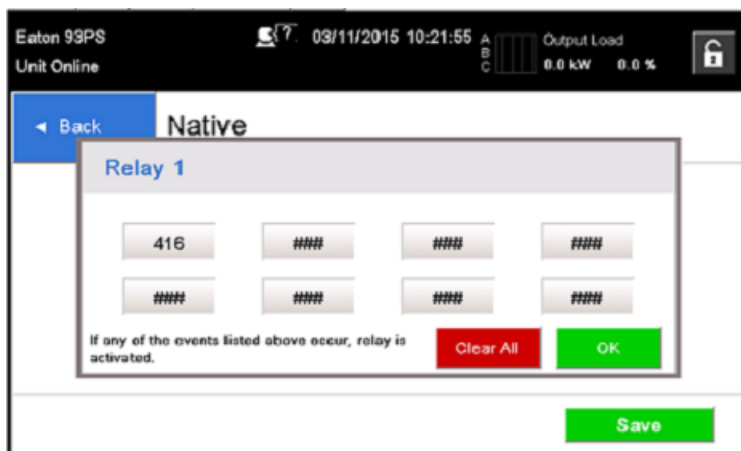 Eaton 93PS
?
03/11/2015 10:21:55
A
B
C
Output Load
0.0 kW 0.0 %
Unit Online
◄ Back
Native
Relay 1
416 ### ### ###
### ### ### ###
If any of the events listed above occur, relay is
activated.
Clear All
OK
Save